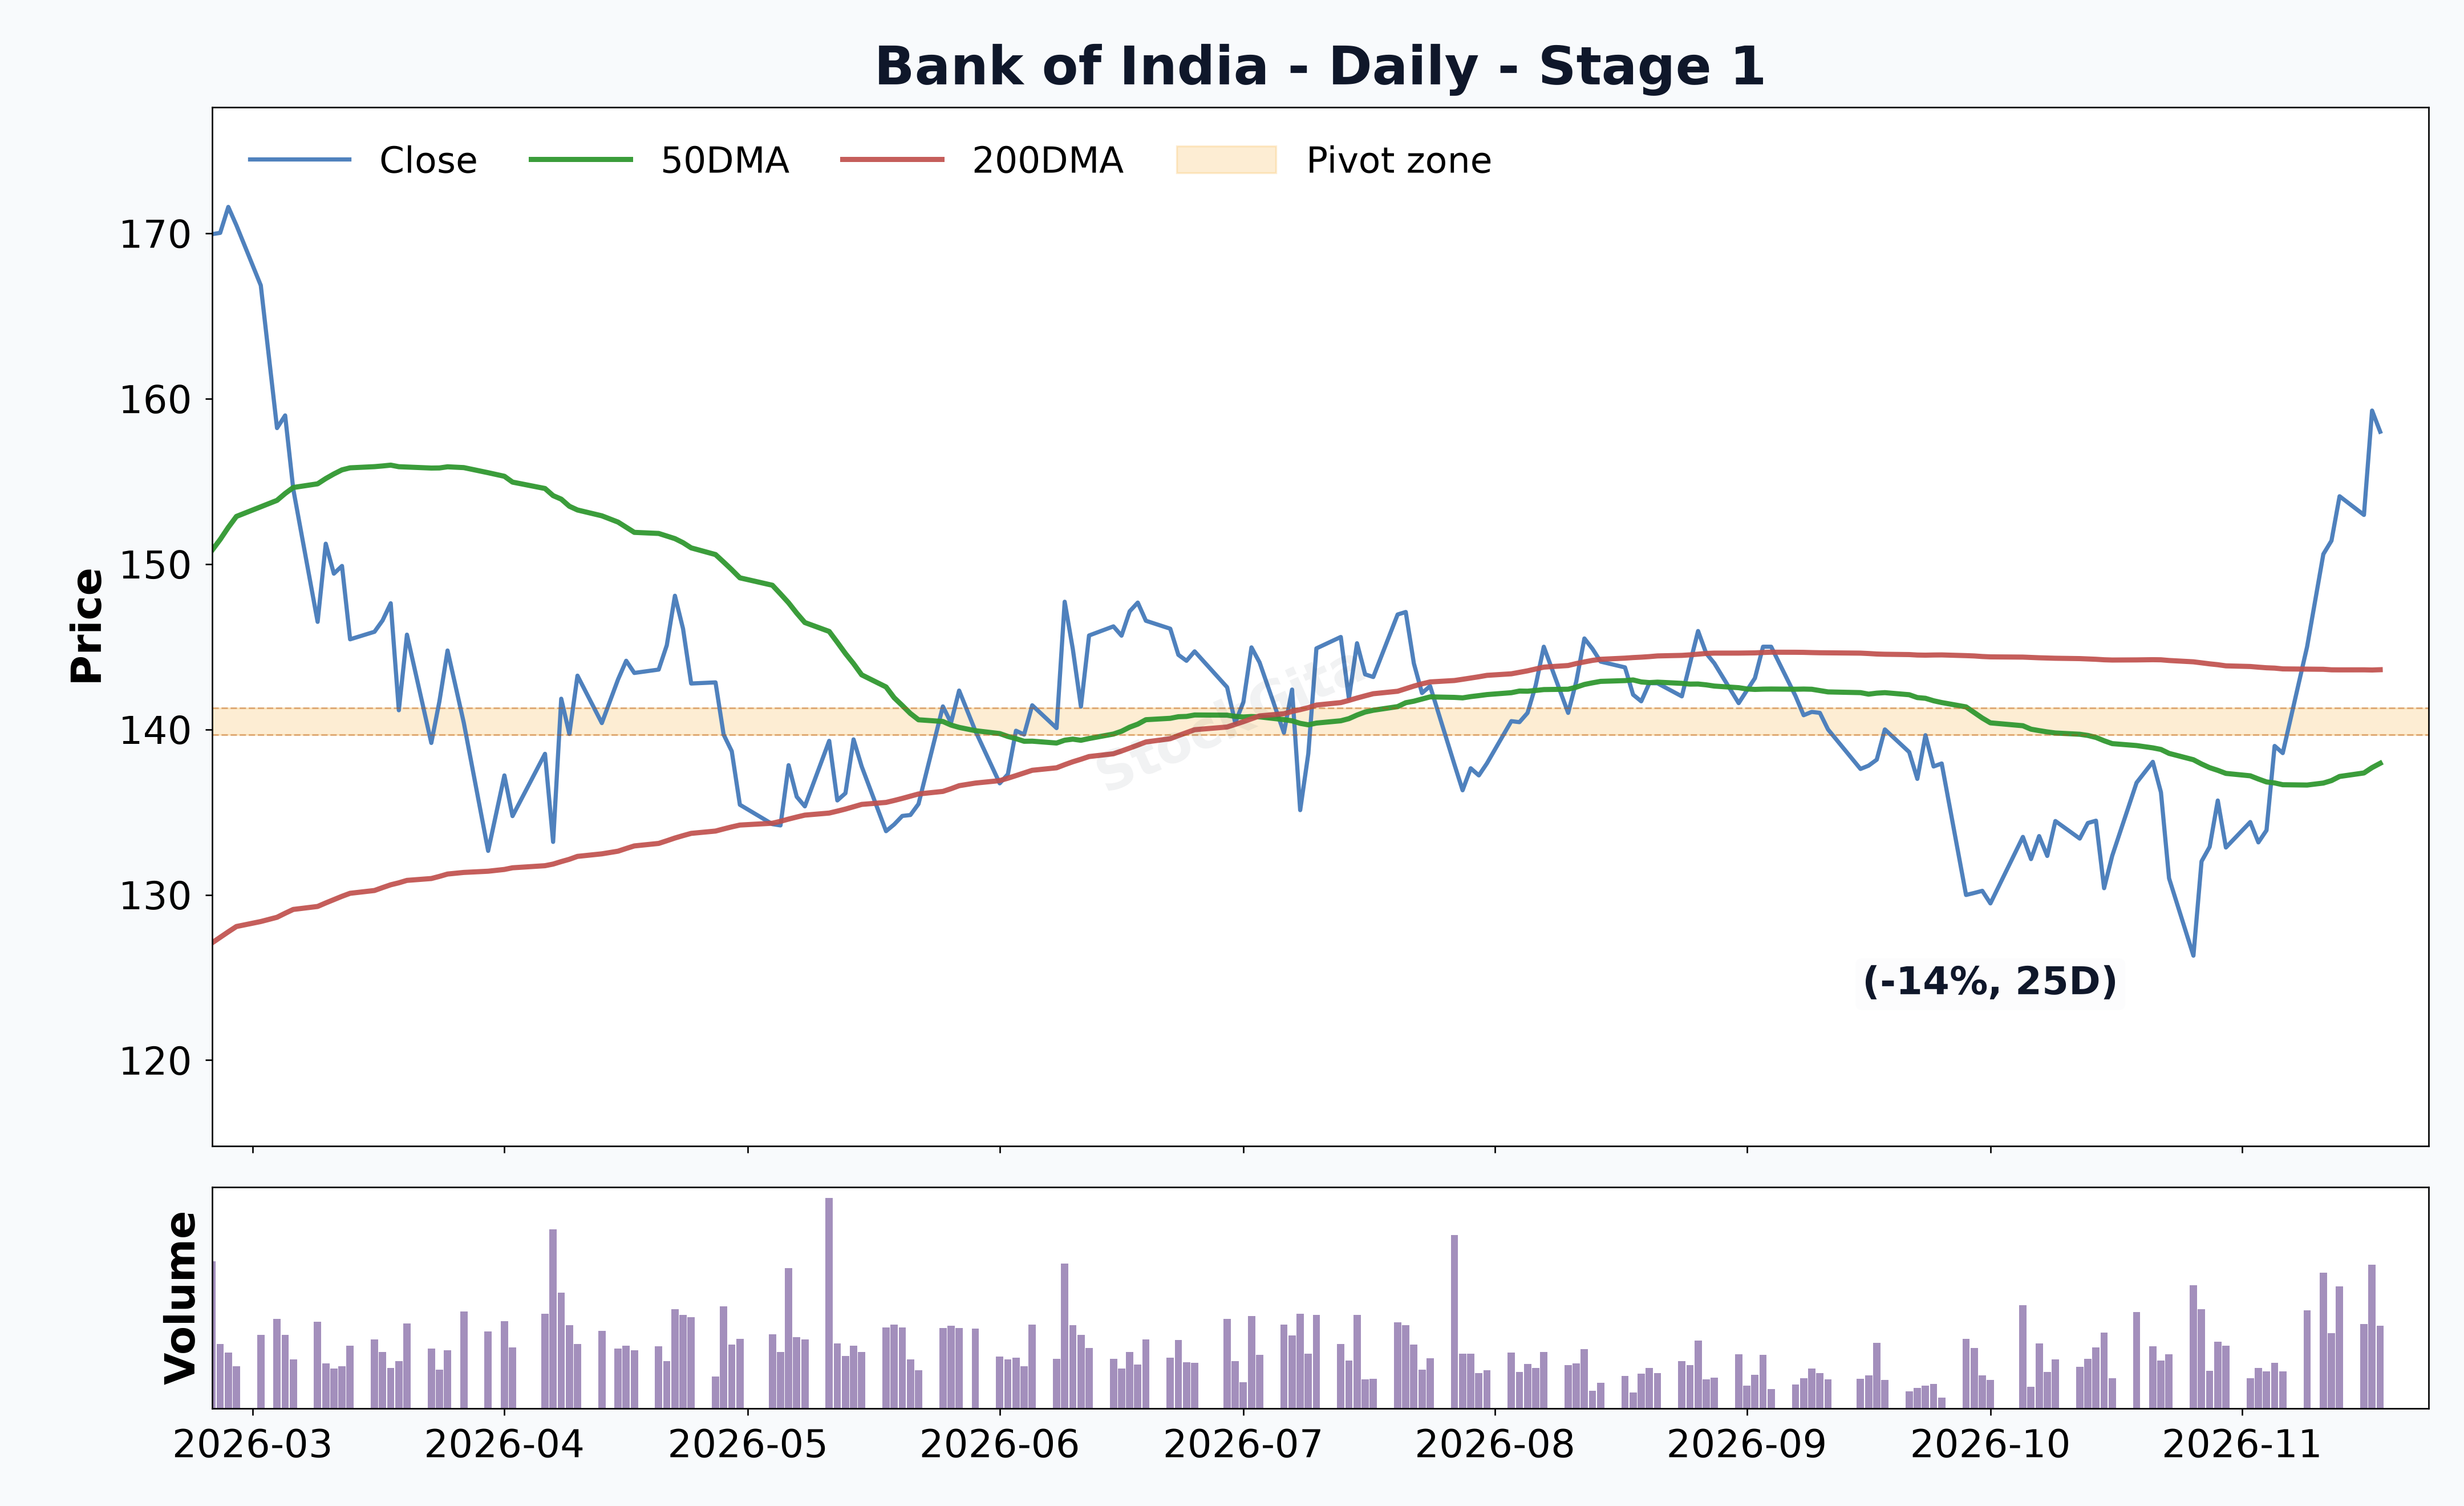 Bank of India - Daily - Stage 1
Close 50DMA 200DMA Pivot zone
Price
170
160
150
140
130
120
StockGita
(-14%, 25D)
Volume
2026-03 2026-04 2026-05 2026-06 2026-07 2026-08 2026-09 2026-10 2026-11